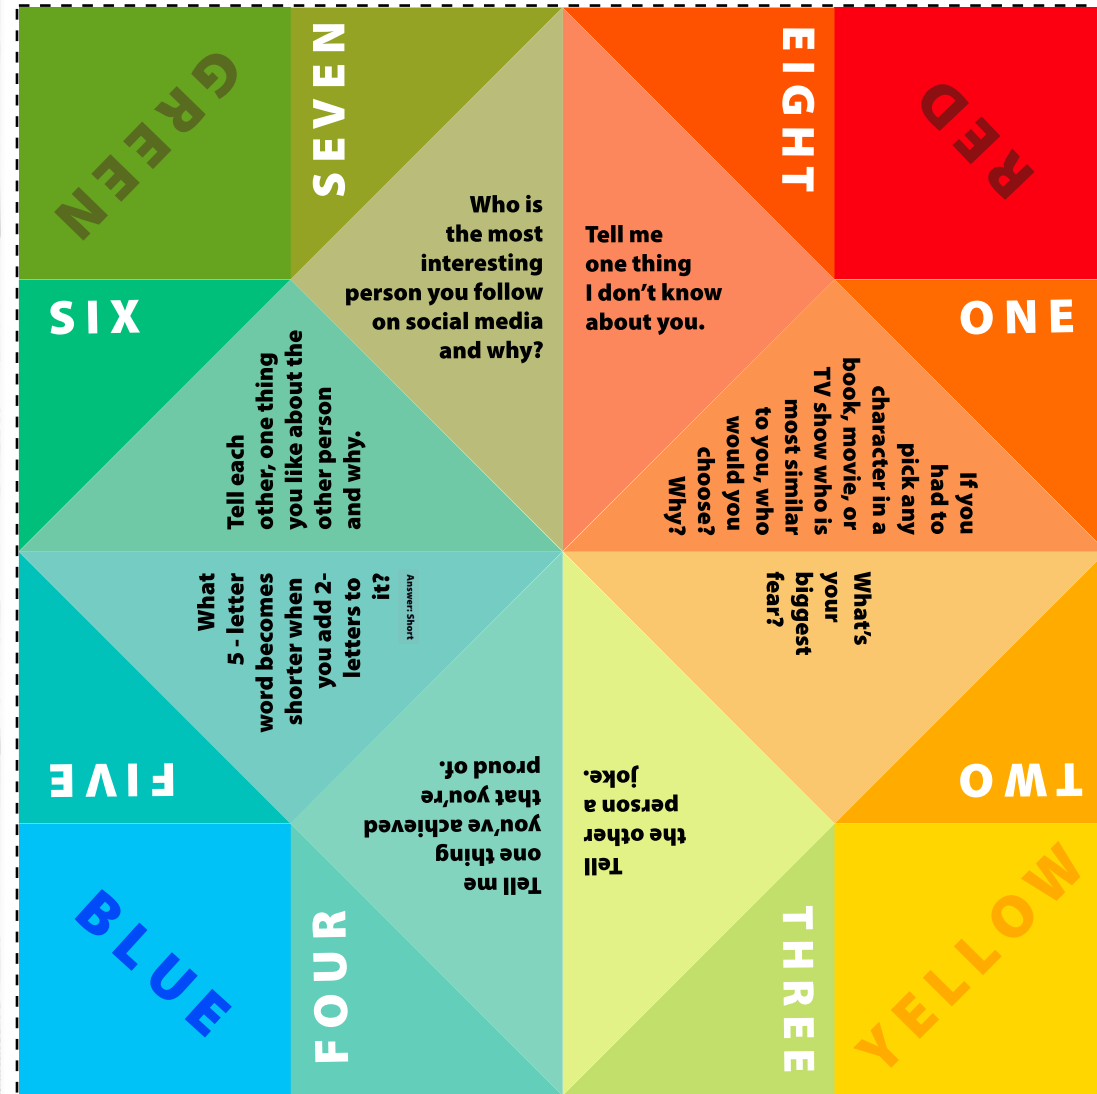 GREEN
SEVEN
Who is
the most
interesting
person you follow
on social media
and why?
EIGHT
Tell me
one thing
I don't know
about you.
RED
ONE
If you
had to
pick any
character in a
book, movie, or
TV show who is
most similar
to you, who
would you
choose?
Why?
TWO
What's
your
biggest
fear?
YELLOW
THREE
Tell
the other
person a
joke.
FOUR
Tell me
one thing
you've achieved
that you're
proud of.
BLUE
FIVE
What
5 - letter
word becomes
shorter when
you add 2-
letters to
it?
Answer: Short
SIX
Tell each
other, one thing
you like about the
other person
and why.